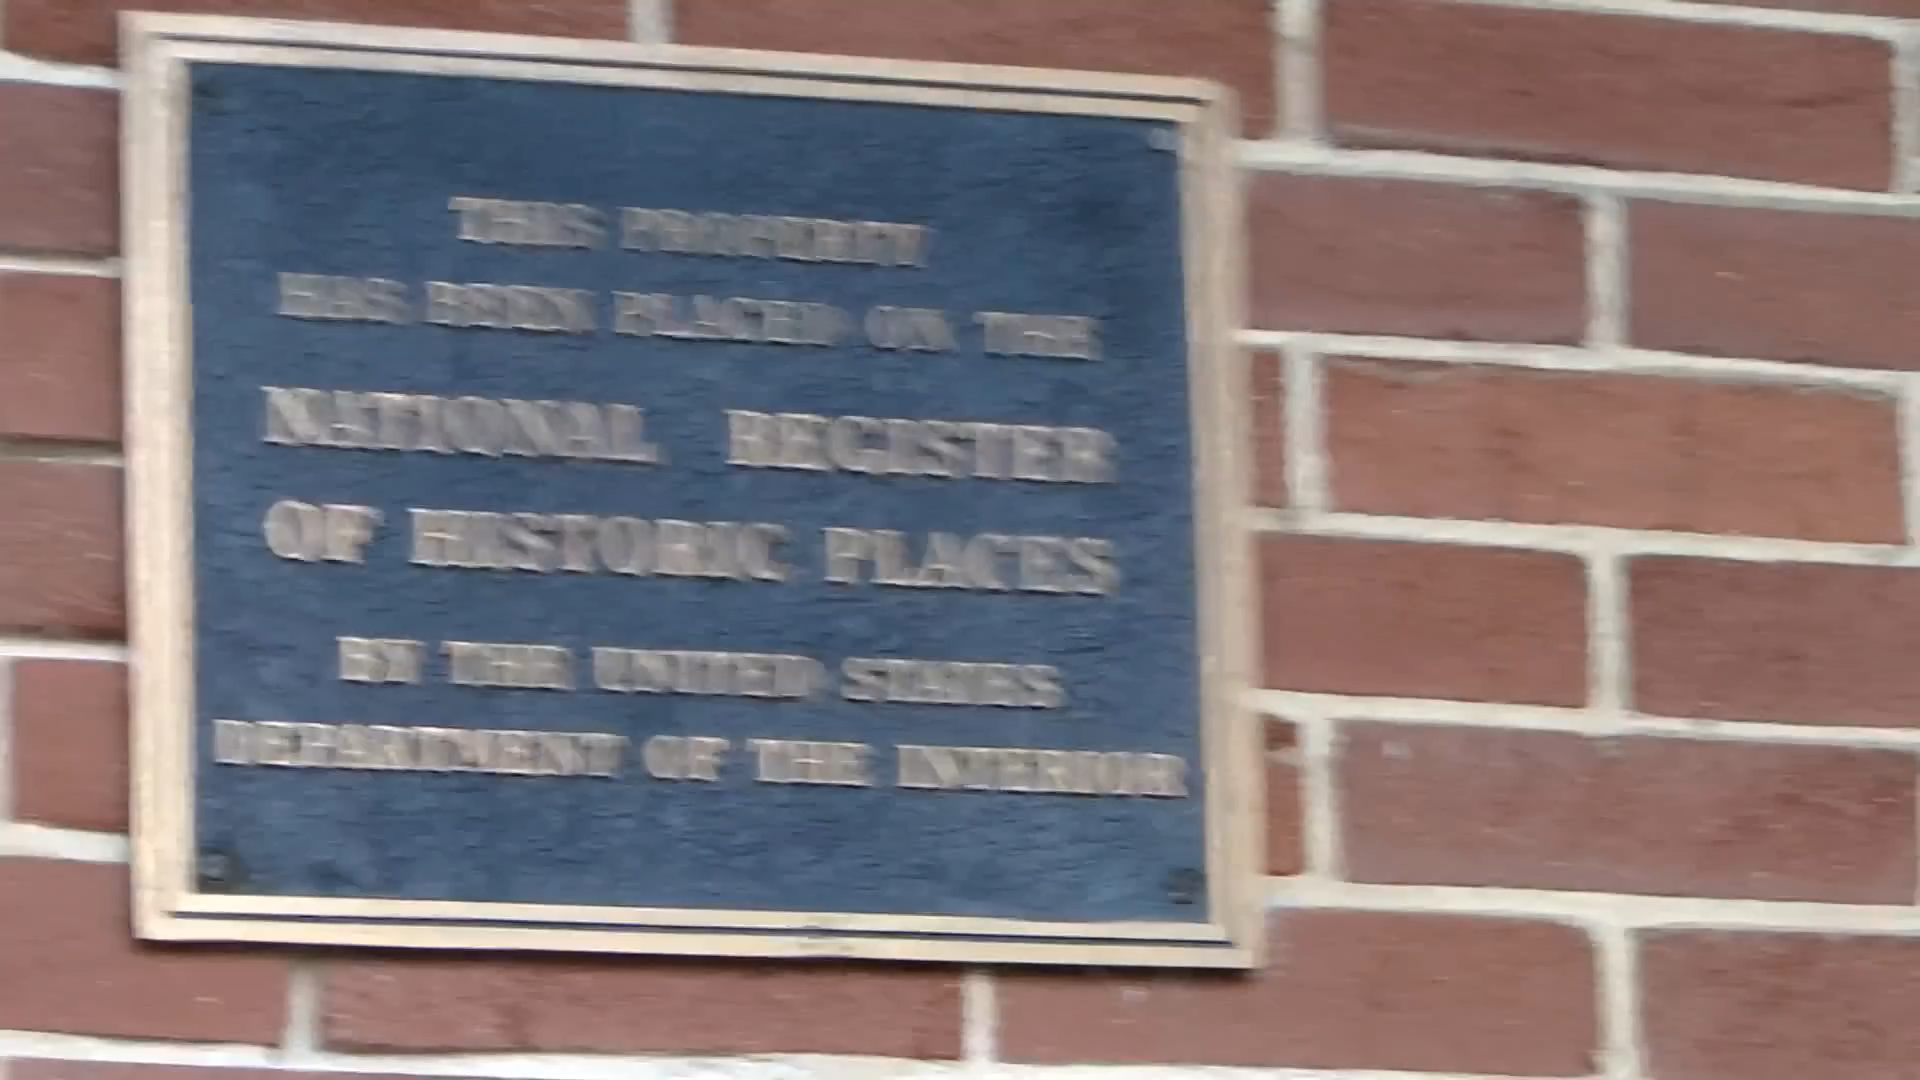 THIS PROPERTY
HAS BEEN PLACED ON THE
NATIONAL REGISTER
OF HISTORIC PLACES
BY THE UNITED STATES
DEPARTMENT OF THE INTERIOR